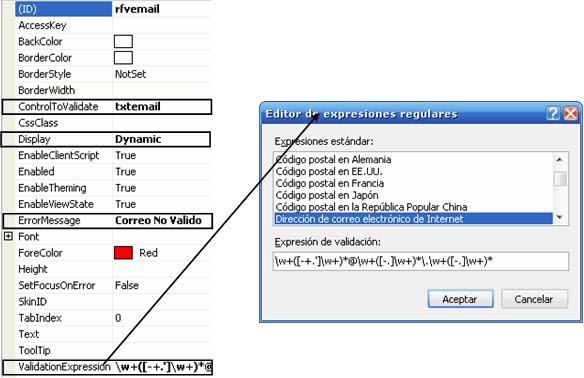 (ID) rfvemail
AccessKey
BackColor
BorderColor
BorderStyle NotSet
BorderWidth
ControlToValidate txtemail
CssClass
Display Dynamic
EnableClientScript True
Enabled True
EnableTheming True
EnableViewState True
ErrorMessage Correo No Valido
Font
ForeColor Red
Height
SetFocusOnError False
SkinID
TabIndex 0
Text
ToolTip
ValidationExpression \w+([-+.']\w+)*@
Editor de expresiones regulares
Expresiones estándar:
Código postal en Alemania
Código postal en EE.UU.
Código postal en Francia
Código postal en Japón
Código postal en la República Popular China
Dirección de correo electrónico de Internet
Expresión de validación:
\w+([-+.']\w+)*@\w+([-.]\w+)*\.\w+([-.]\w+)*
Aceptar Cancelar